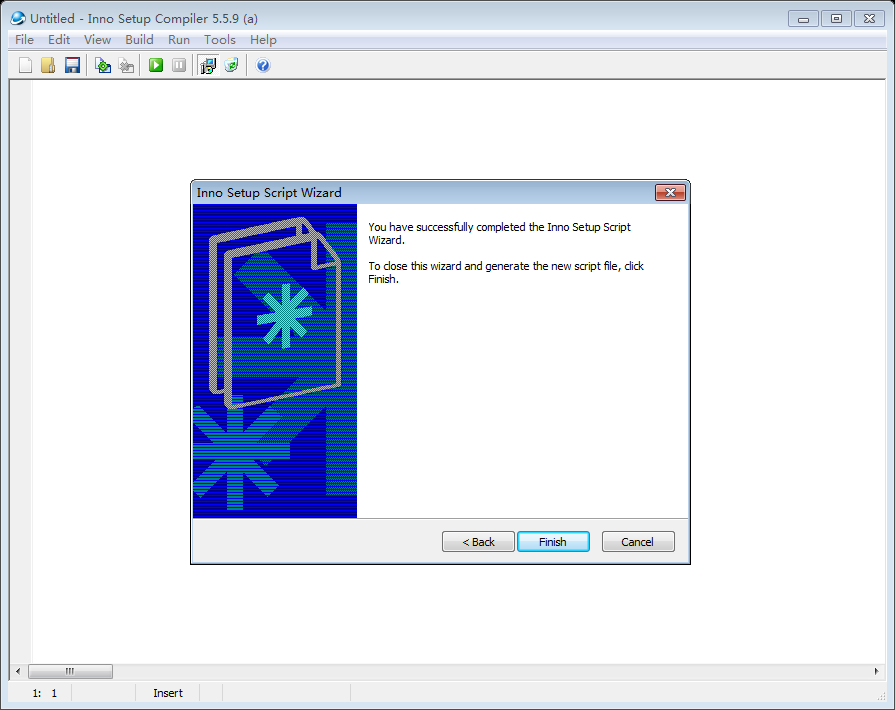 Untitled - Inno Setup Compiler 5.5.9 (a)
File Edit View Build Run Tools Help
Inno Setup Script Wizard
You have successfully completed the Inno Setup Script
Wizard.
To close this wizard and generate the new script file, click
Finish.
< Back Finish Cancel
1: 1 Insert